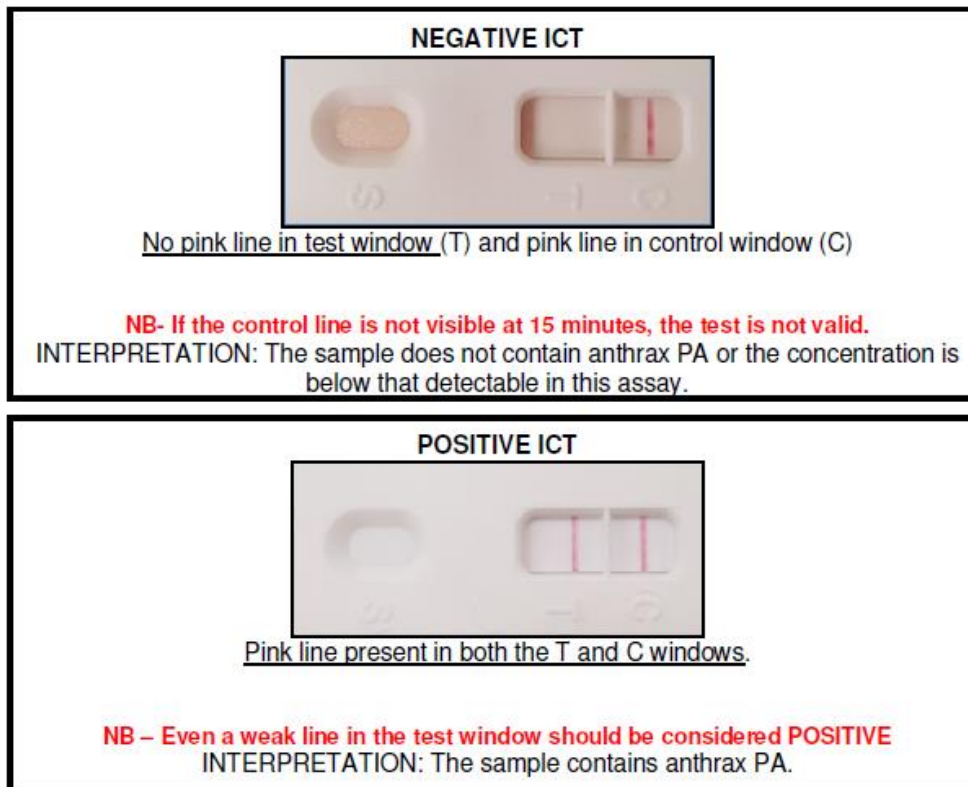 NEGATIVE ICT
S T C
No pink line in test window (T) and pink line in control window (C)
NB- If the control line is not visible at 15 minutes, the test is not valid.
INTERPRETATION: The sample does not contain anthrax PA or the concentration is
below that detectable in this assay.
POSITIVE ICT
S T C
Pink line present in both the T and C windows.
NB – Even a weak line in the test window should be considered POSITIVE
INTERPRETATION: The sample contains anthrax PA.